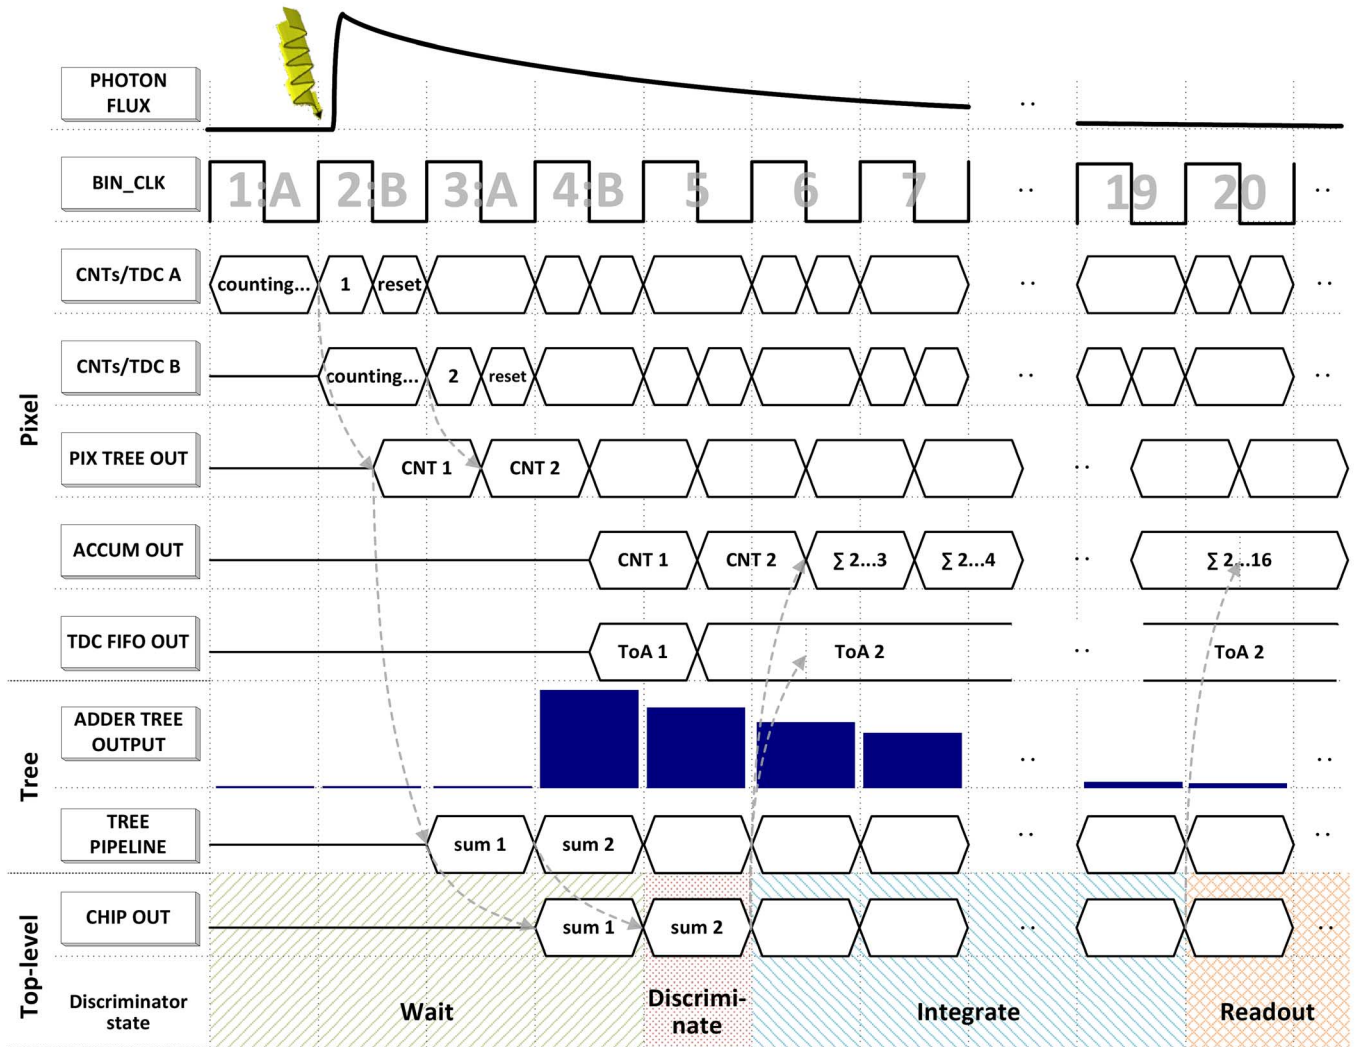 PHOTON
FLUX
..
BIN_CLK
1:A 2:B 3:A 4:B 5 6 7 .. 19 20 ..
CNTs/TDC A
counting... 1 reset .. ..
CNTs/TDC B
counting... 2 reset .. ..
Pixel
PIX TREE OUT
CNT 1 CNT 2 ..
ACCUM OUT
CNT 1 CNT 2 ∑ 2...3 ∑ 2...4 .. ∑ 2...16
TDC FIFO OUT
ToA 1 ToA 2 .. ToA 2
Tree
ADDER TREE
OUTPUT
.. ..
TREE
PIPELINE
sum 1 sum 2 .. ..
Top-level
CHIP OUT
sum 1 sum 2 .. ..
Discriminator
state
Wait
Discrimi-
nate
Integrate
Readout